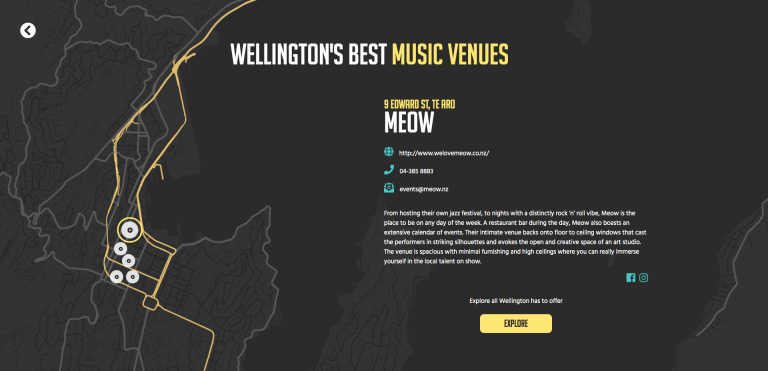 WELLINGTON'S BEST MUSIC VENUES
9 EDWARD ST, TE ARO
MEOW
http://www.welovemeow.co.nz/
04-385 8883
events@meow.nz
From hosting their own jazz festival, to nights with a distinctly rock 'n' roll vibe, Meow is the
place to be on any day of the week. A restaurant bar during the day, Meow also boasts an
extensive calendar of events. Their intimate venue backs onto floor to ceiling windows that cast
the performers in striking silhouettes and evokes the open and creative space of an art studio.
The venue is spacious with minimal furnishing and high ceilings where you can really immerse
yourself in the local talent on show.
Explore all Wellington has to offer
EXPLORE